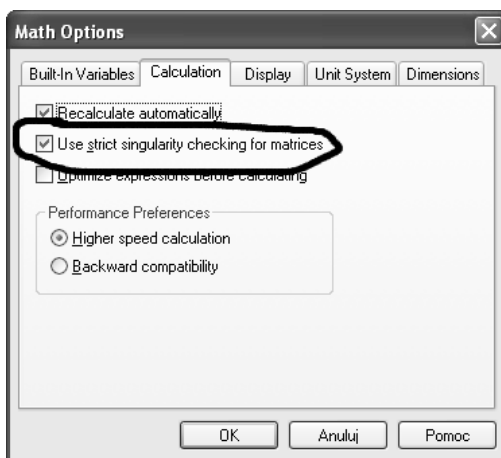 Math Options
Built-In Variables Calculation Display Unit System Dimensions
Recalculate automatically
Use strict singularity checking for matrices
Optimize expressions before calculating
Performance Preferences
Higher speed calculation
Backward compatibility
OK Anuluj Pomoc